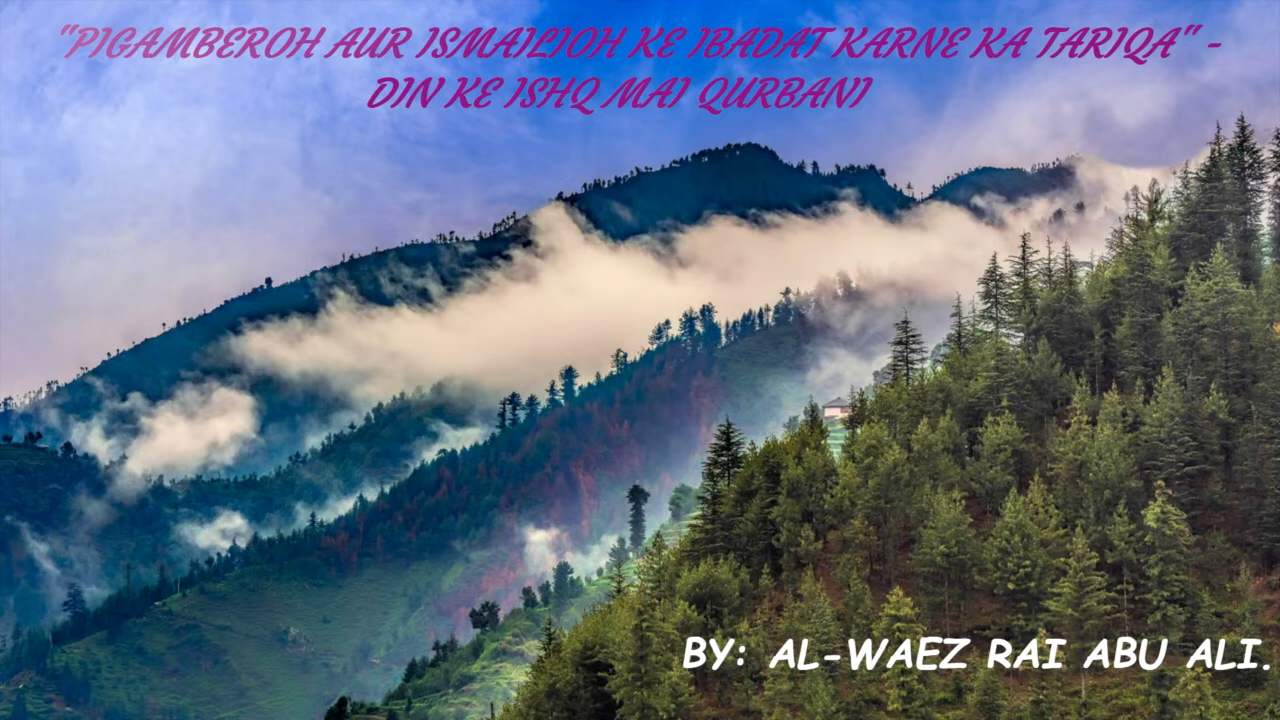 "PIGAMBEROH AUR ISMAILIOH KE IBADAT KARNE KA TARIQA" -
DIN KE ISHQ MAI QURBANI
BY: AL-WAEZ RAI ABU ALI.